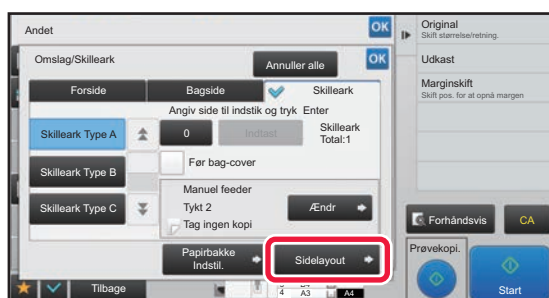 Andet
OK
Omslag/Skilleark
Annuller alle
OK
Forside
Bagside
Skilleark
Angiv side til indstik og tryk Enter
Skilleark Type A
0
Indtast
Skilleark
Total:1
Skilleark Type B
Før bag-cover
Skilleark Type C
Manuel feeder
Tykt 2
Tag ingen kopi
Ændr
Papirbakke
Indstil.
Sidelayout
Tilbage
4
A3
A4
Original
Skift størrelse/retning.
Udkast
Marginskift
Skift pos. for at opnå margen
Forhåndsvis
CA
Prøvekopi.
Start